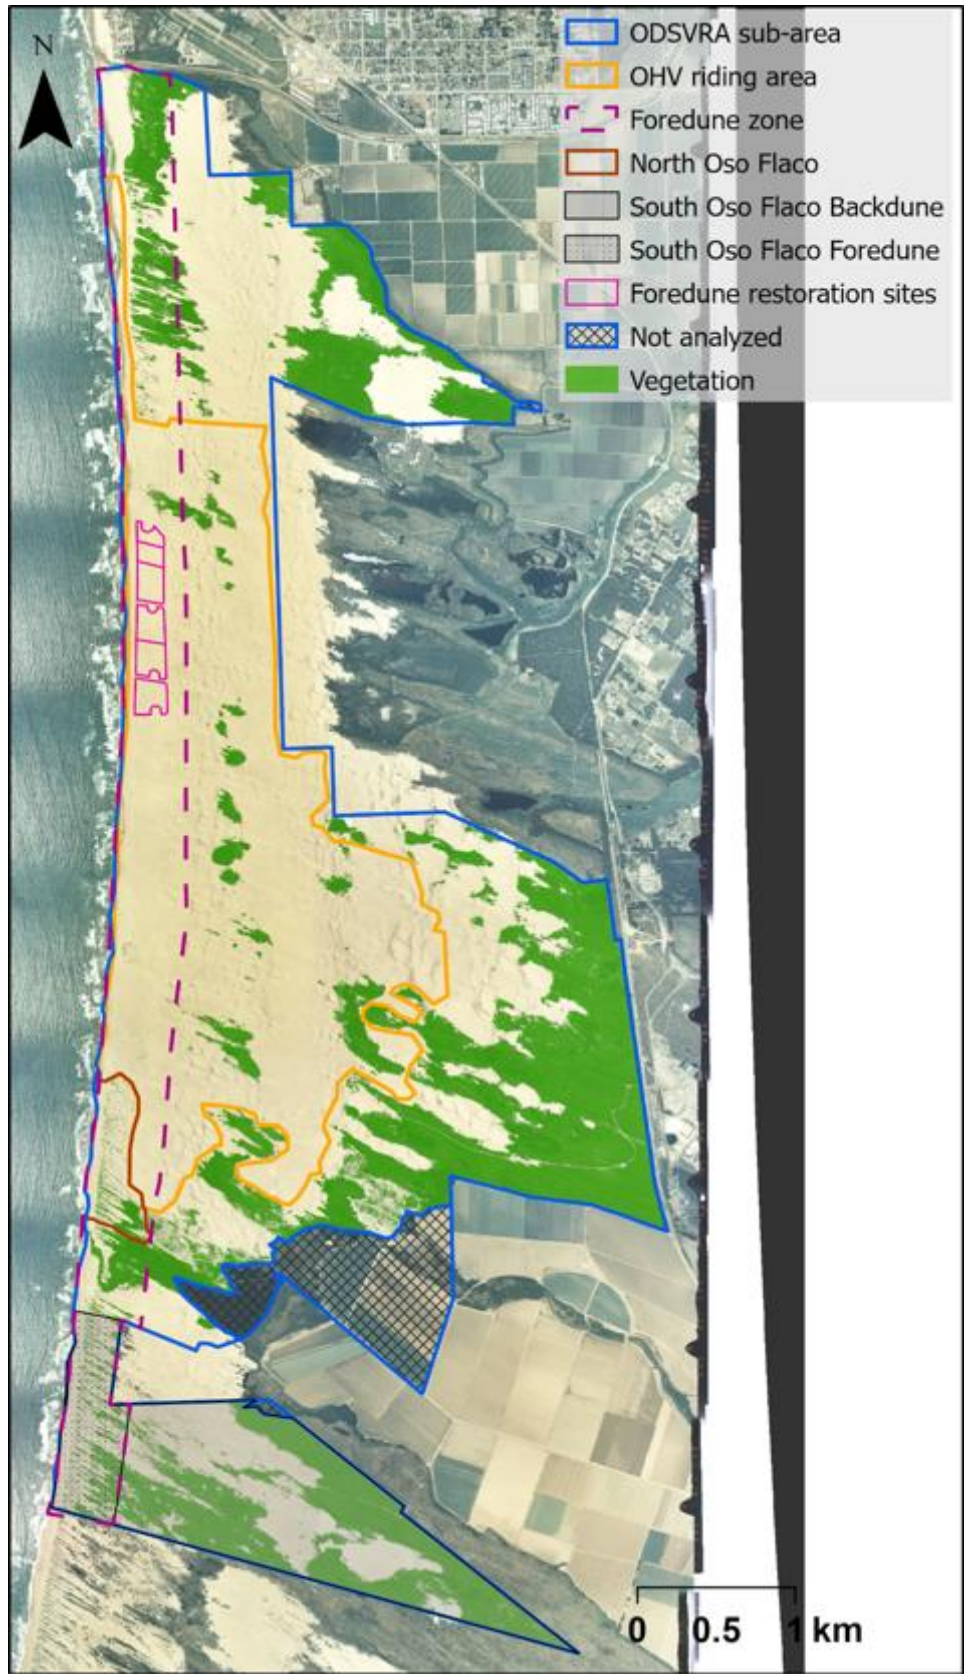 N
ODSVRA sub-area
OHV riding area
Foredune zone
North Oso Flaco
South Oso Flaco Backdune
South Oso Flaco Foredune
Foredune restoration sites
Not analyzed
Vegetation
0 0.5 1 km